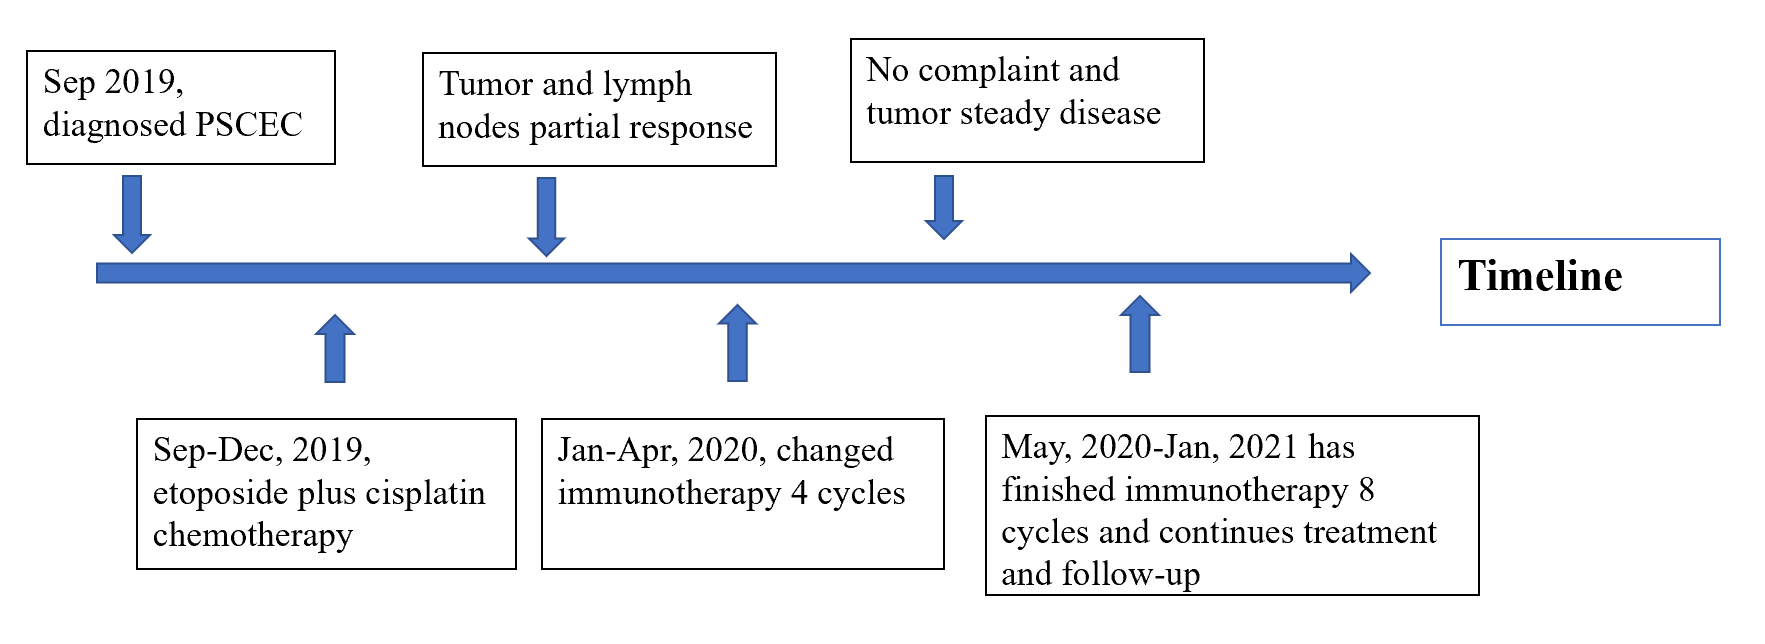 Sep 2019,
diagnosed PSCEC
Tumor and lymph
nodes partial response
No complaint and
tumor steady disease
Timeline
Sep-Dec, 2019,
etoposide plus cisplatin
chemotherapy
Jan-Apr, 2020, changed
immunotherapy 4 cycles
May, 2020-Jan, 2021 has
finished immunotherapy 8
cycles and continues treatment
and follow-up